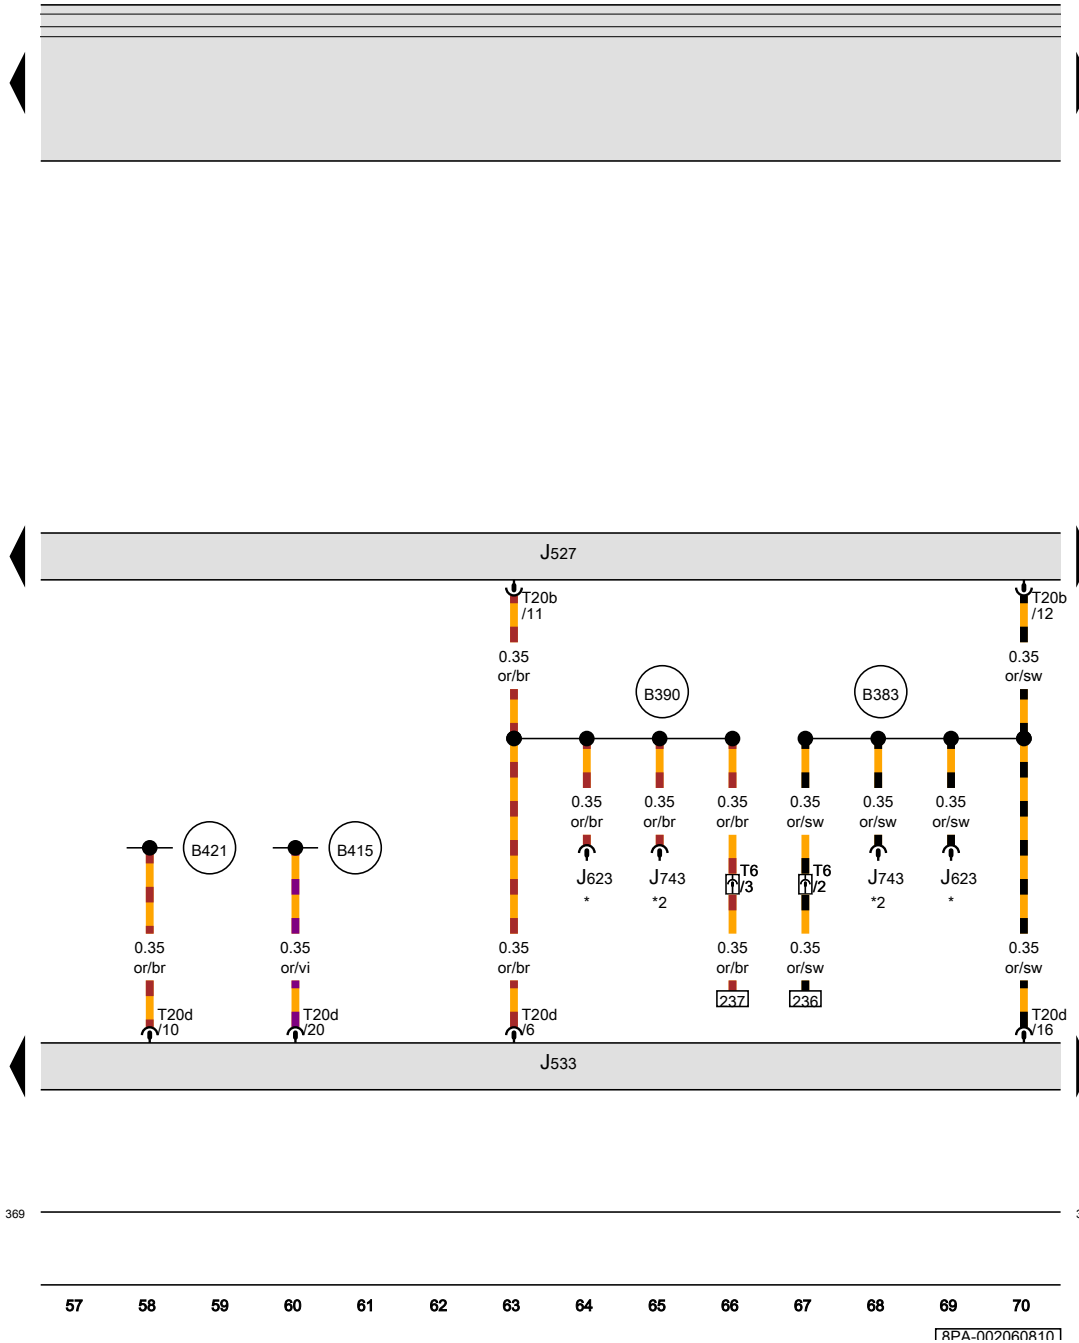 J527
T20b
/11
T20b
/12
0.35
or/br
0.35
or/sw
B390
B383
0.35
or/br
0.35
or/br
0.35
or/br
0.35
or/sw
0.35
or/sw
0.35
or/sw
B421
B415
J623
*
J743
*2
T6
/3
T6
/2
J743
*2
J623
*
0.35
or/br
0.35
or/vi
0.35
or/br
0.35
or/br
0.35
or/sw
0.35
or/sw
237
236
T20d
/10
T20d
/20
T20d
/6
T20d
/16
J533
369
3
57 58 59 60 61 62 63 64 65 66 67 68 69 70
8PA-002060810